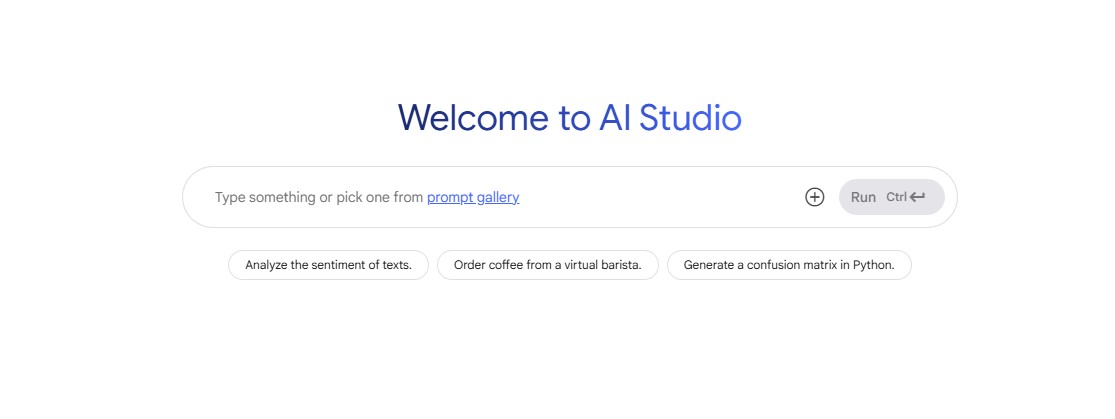 Welcome to AI Studio
Type something or pick one from prompt gallery
Run Ctrl
Analyze the sentiment of texts.
Order coffee from a virtual barista.
Generate a confusion matrix in Python.